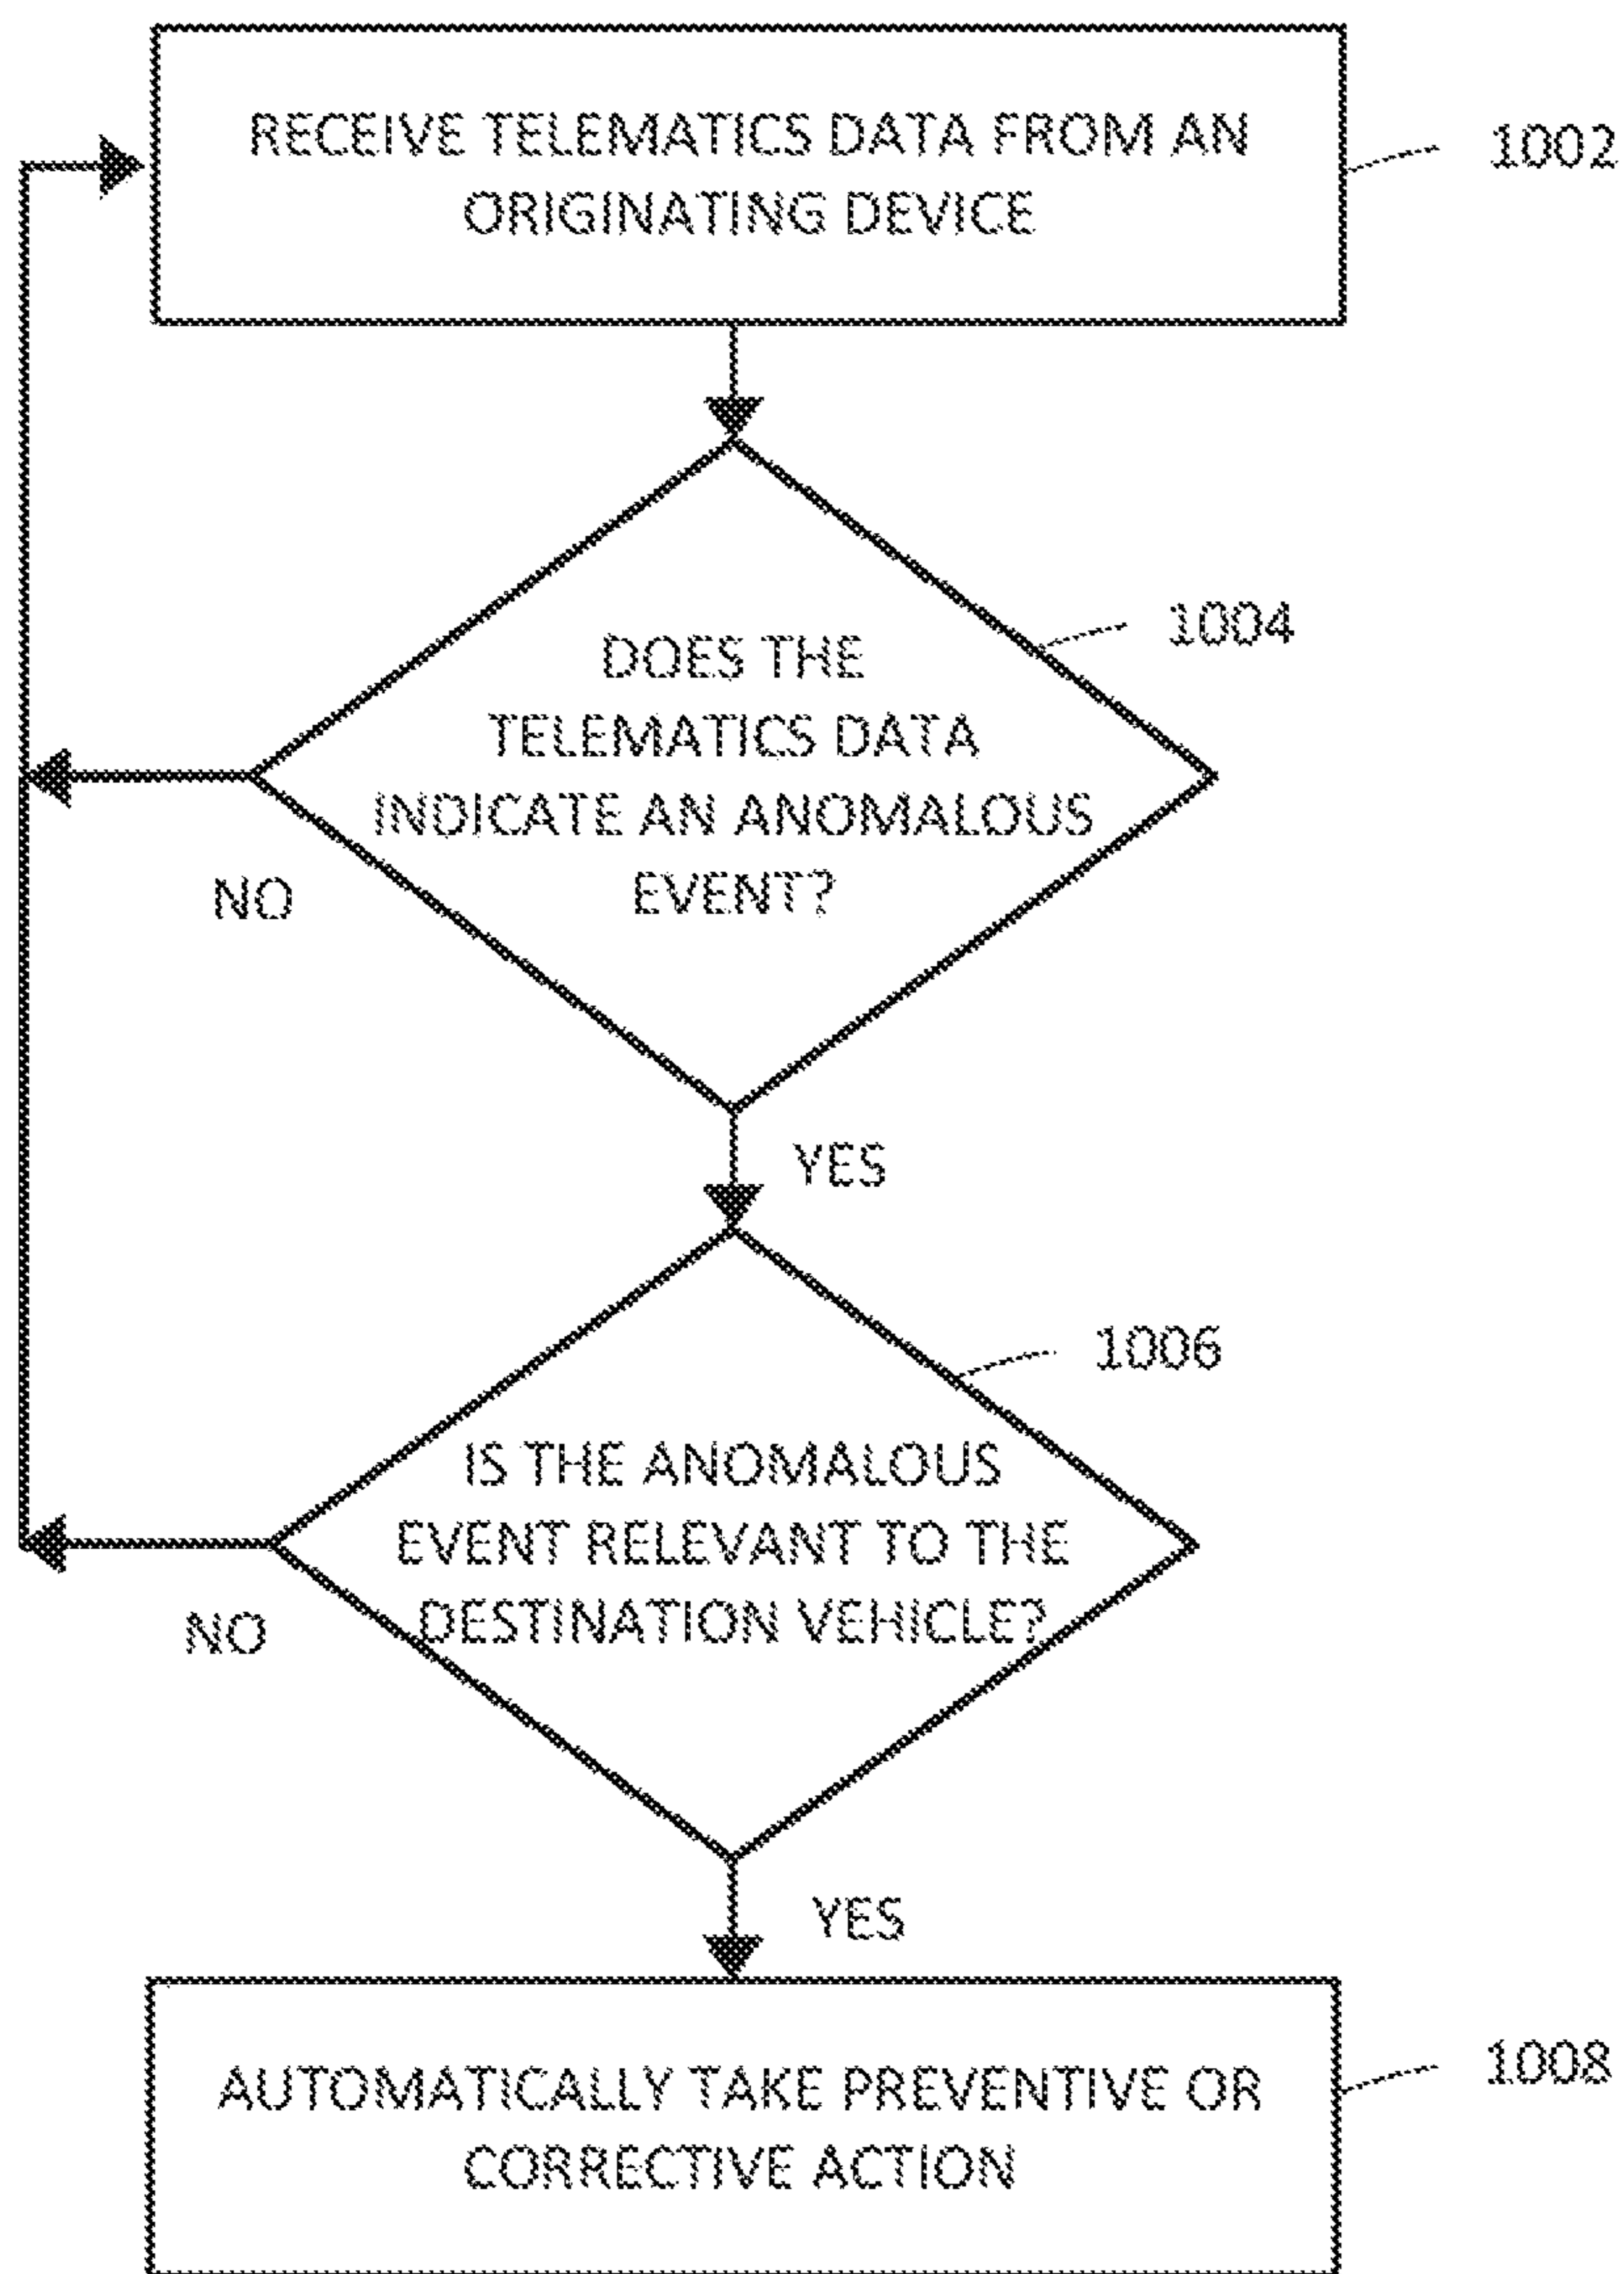 RECEIVE TELEMATICS DATA FROM AN
ORIGINATING DEVICE
1002
DOES THE
TELEMATICS DATA
INDICATE AN ANOMALOUS
EVENT?
1004
NO
YES
IS THE ANOMALOUS
EVENT RELEVANT TO THE
DESTINATION VEHICLE?
1006
NO
YES
AUTOMATICALLY TAKE PREVENTIVE OR
CORRECTIVE ACTION
1008